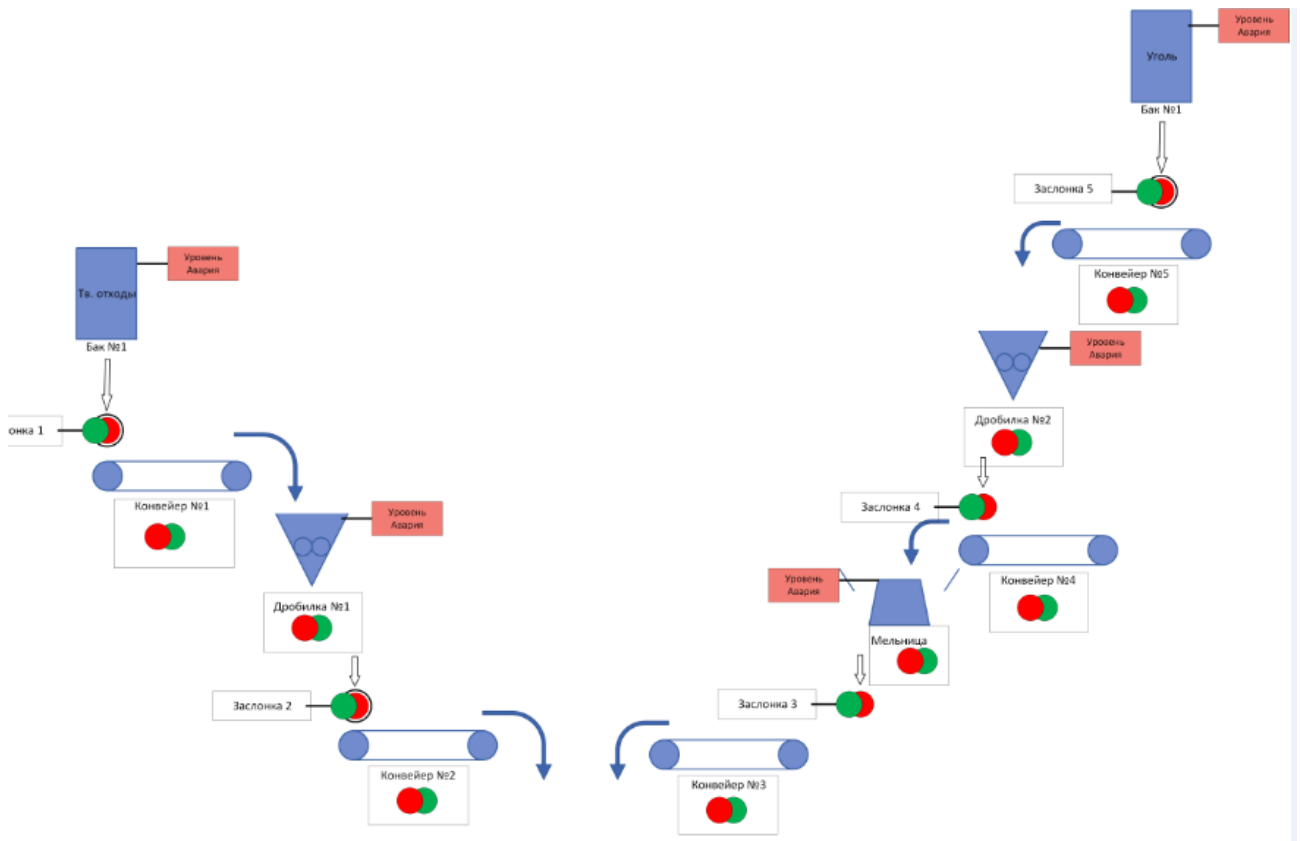 Уровень
Авария
Уголь
Бак №1
Заслонка 5
Конвейер №5
Уровень
Авария
Тв. отходы
Бак №1
онка 1
Конвейер №1
Уровень
Авария
Дробилка №1
Заслонка 2
Конвейер №2
Уровень
Авария
Дробилка №2
Заслонка 4
Конвейер №4
Уровень
Авария
Мельница
Заслонка 3
Конвейер №3